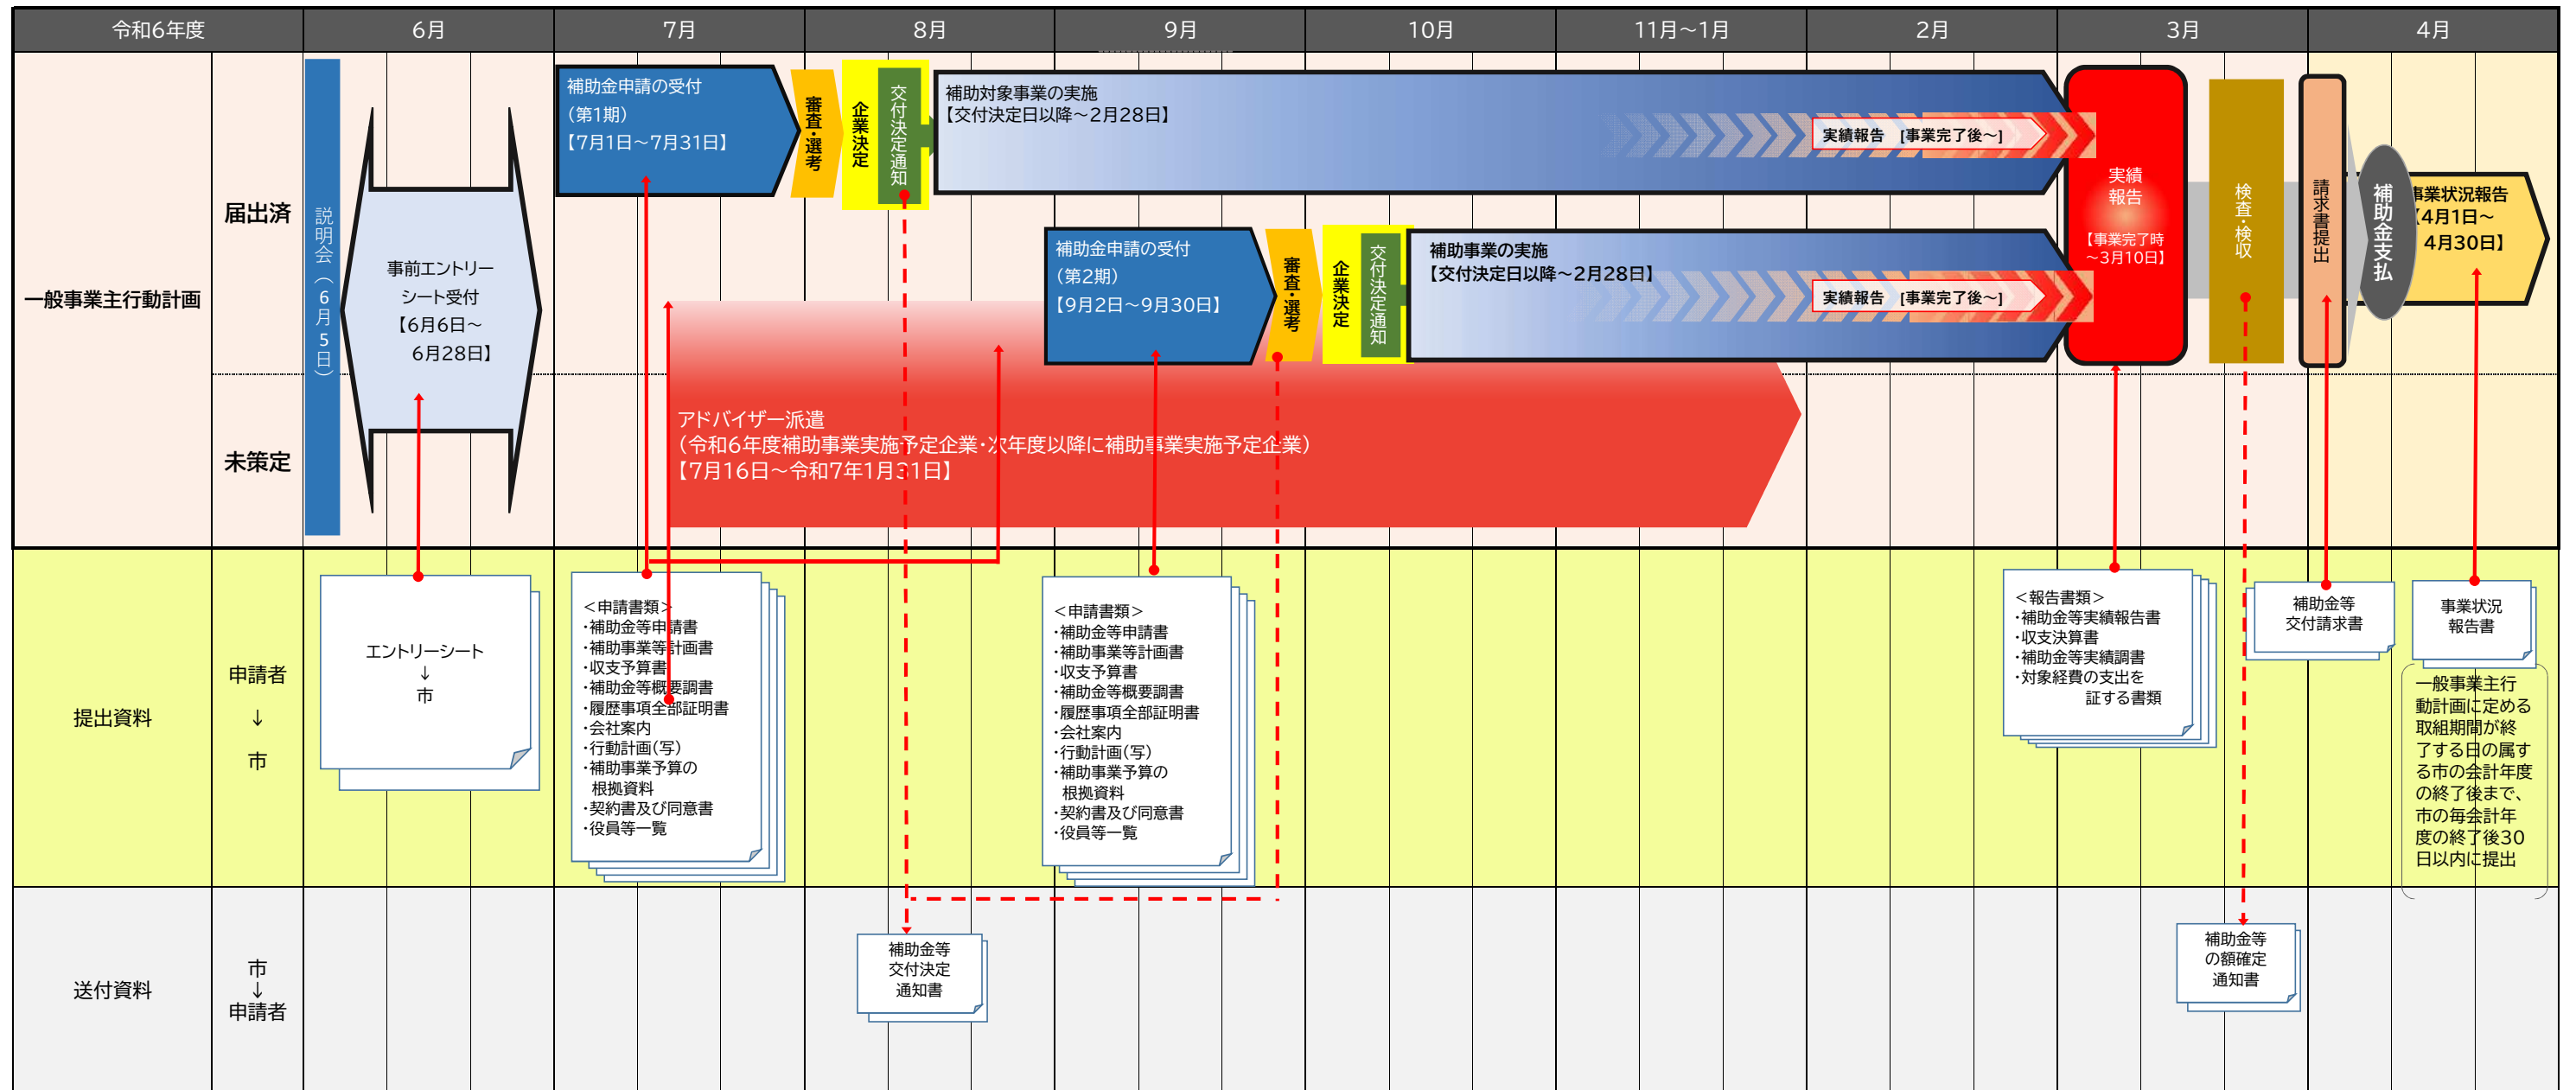 令和6年度
6月
7月
8月
9月
10月
11月～1月
2月
3月
4月
一般事業主行動計画
届出済
未策定
説明会（6月5日）
事前エントリー
シート受付
【6月6日～
6月28日】
補助金申請の受付
（第1期）
【7月1日～7月31日】
審査・選考
企業決定
交付決定通知
補助対象事業の実施
【交付決定日以降～2月28日】
実績報告　[事業完了後～]
補助金申請の受付
（第2期）
【9月2日～9月30日】
審査・選考
企業決定
交付決定通知
補助事業の実施
【交付決定日以降～2月28日】
実績報告　[事業完了後～]
実績
報告
【事業完了時
～3月10日】
検査・検収
請求書提出
補助金支払
事業状況報告
【4月1日～
4月30日】
アドバイザー派遣
（令和6年度補助事業実施予定企業・次年度以降に補助事業実施予定企業）
【7月16日～令和7年1月31日】
提出資料
申請者
↓
市
エントリーシート
↓
市
＜申請書類＞
・補助金等申請書
・補助事業等計画書
・収支予算書
・補助金等概要調書
・履歴事項全部証明書
・会社案内
・行動計画（写）
・補助事業予算の
根拠資料
・契約書及び同意書
・役員等一覧
＜申請書類＞
・補助金等申請書
・補助事業等計画書
・収支予算書
・補助金等概要調書
・履歴事項全部証明書
・会社案内
・行動計画（写）
・補助事業予算の
根拠資料
・契約書及び同意書
・役員等一覧
＜報告書類＞
・補助金等実績報告書
・収支決算書
・補助金等実績調書
・対象経費の支出を
証する書類
補助金等
交付請求書
事業状況
報告書
一般事業主行
動計画に定める
取組期間が終
了する日の属す
る市の会計年度
の終了後まで、
市の毎会計年
度の終了後30
日以内に提出
送付資料
市
↓
申請者
補助金等
交付決定
通知書
補助金等
の額確定
通知書